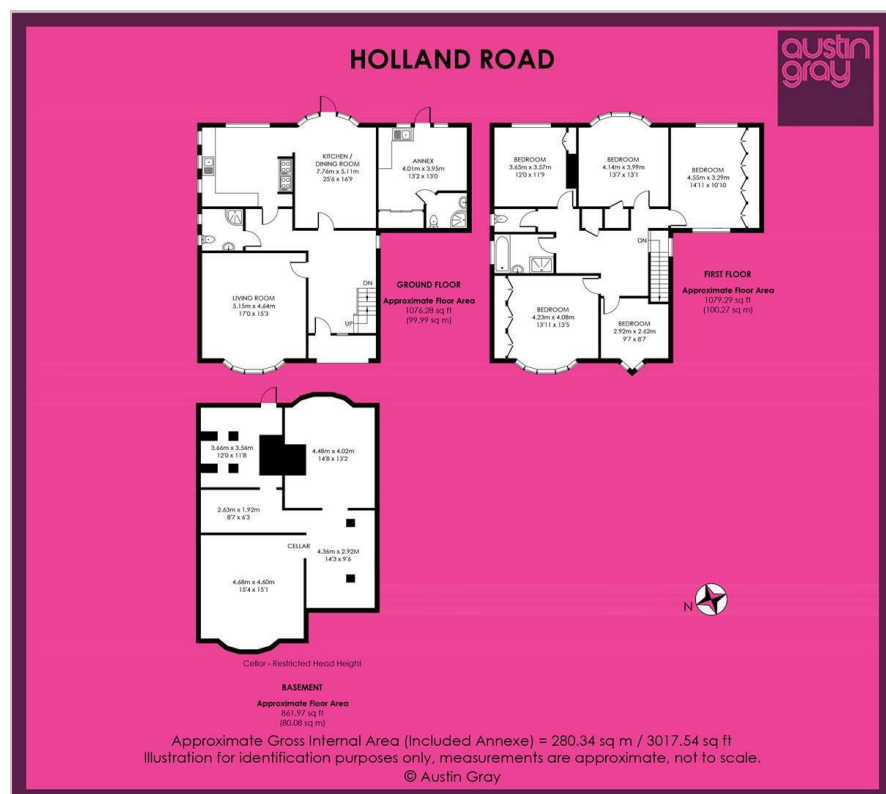 HOLLAND ROAD
austin
gray
KITCHEN /
DINING ROOM
7.76m x 5.11m
25'6 x 16'9
ANNEX
4.01m x 3.95m
13'2 x 13'0
LIVING ROOM
5.15m x 4.64m
17'0 x 15'3
DN
UP
GROUND FLOOR
Approximate Floor Area
1076.28 sq ft
(99.99 sq m)
BEDROOM
3.65m x 3.57m
12'0 x 11'9
BEDROOM
4.14m x 3.99m
13'7 x 13'1
BEDROOM
4.55m x 3.29m
14'11 x 10'10
DN
BEDROOM
4.23m x 4.08m
13'11 x 13'5
BEDROOM
2.92m x 2.62m
9'7 x 8'7
FIRST FLOOR
Approximate Floor Area
1079.29 sq ft
(100.27 sq m)
3.66m x 3.56m
12'0 x 11'8
4.48m x 4.02m
14'8 x 13'2
2.63m x 1.92m
8'7 x 6'3
CELLAR
4.36m x 2.92M
14'3 x 9'6
4.68m x 4.60m
15'4 x 15'1
Cellar - Restricted Head Height
BASEMENT
Approximate Floor Area
861.97 sq ft
(80.08 sq m)
N
Approximate Gross Internal Area (Included Annexe) = 280.34 sq m / 3017.54 sq ft
Illustration for identification purposes only, measurements are approximate, not to scale.
© Austin Gray